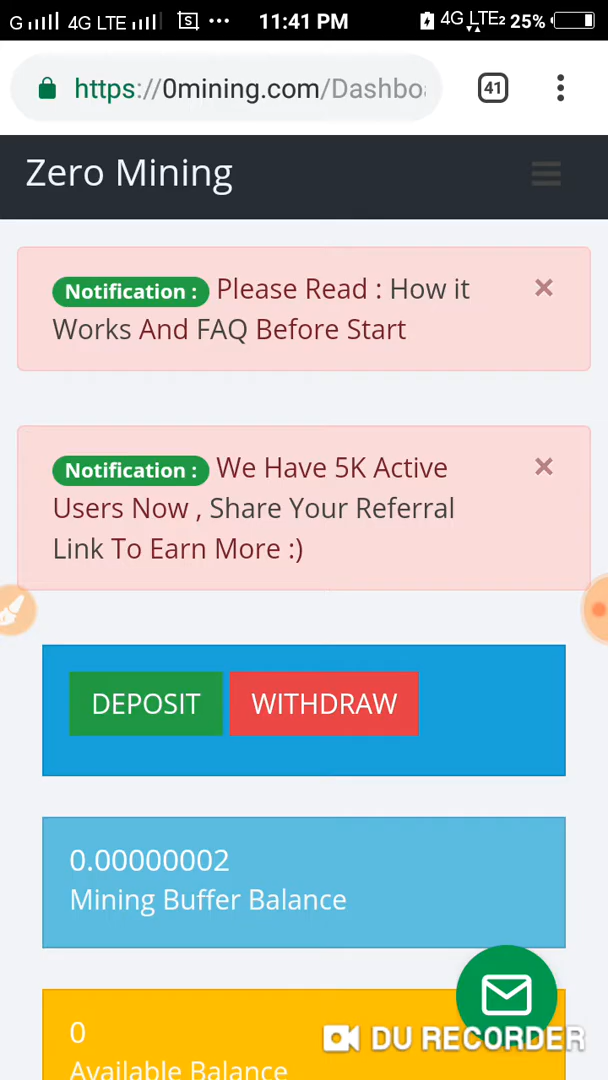 G 4G LTE S 11:41 PM 4G LTE2 25%
https://0mining.com/Dashbo
41
Zero Mining
Notification : Please Read : How it
Works And FAQ Before Start
Notification : We Have 5K Active
Users Now , Share Your Referral
Link To Earn More :)
DEPOSIT WITHDRAW
0.00000002
Mining Buffer Balance
0
Available Balance
DU RECORDER